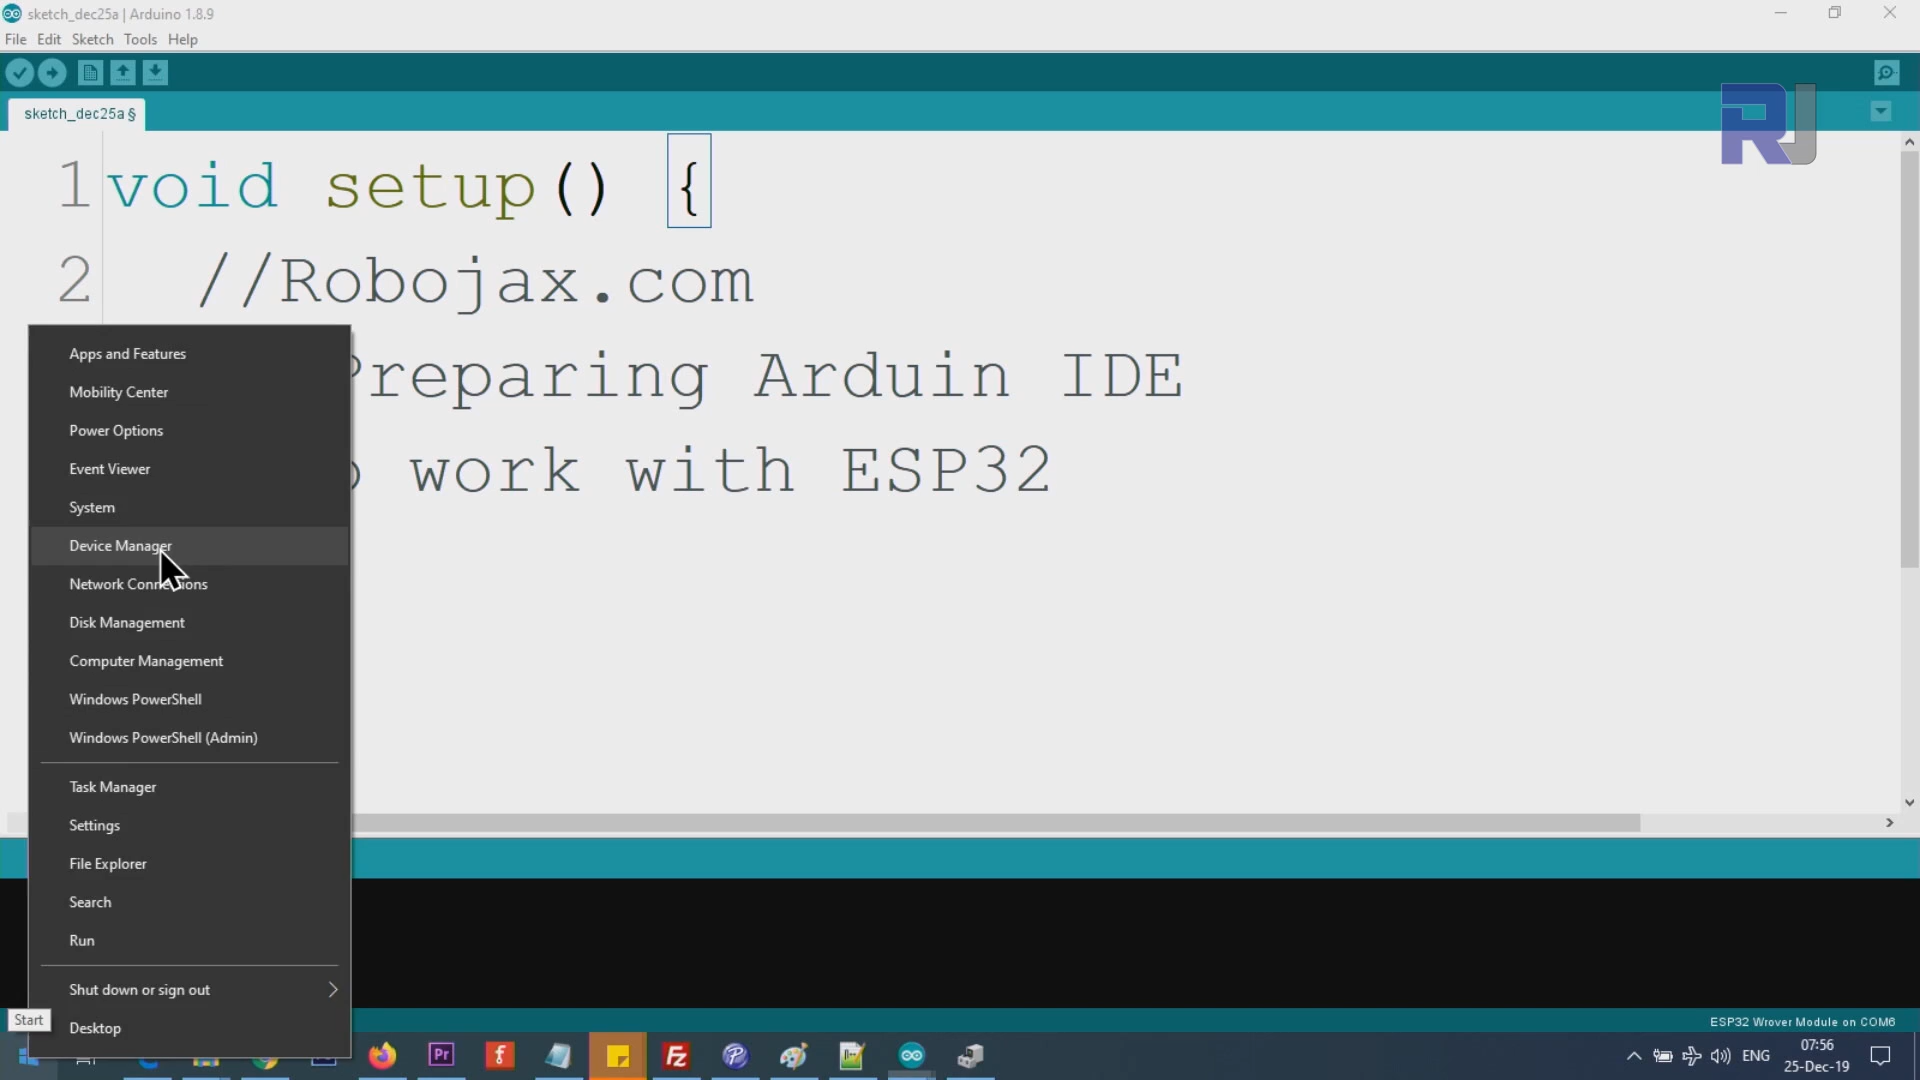 sketch_dec25a | Arduino 1.8.9
File Edit Sketch Tools Help
sketch_dec25a §
RJ
1 void setup() {
2 //Robojax.com
Preparing Arduin IDE
work with ESP32
Apps and Features
Mobility Center
Power Options
Event Viewer
System
Device Manager
Network Connections
Disk Management
Computer Management
Windows PowerShell
Windows PowerShell (Admin)
Task Manager
Settings
File Explorer
Search
Run
Shut down or sign out
Desktop
Start
ESP32 Wrover Module on COM6
Pr
f
Fz
P
ENG
07:56
25-Dec-19